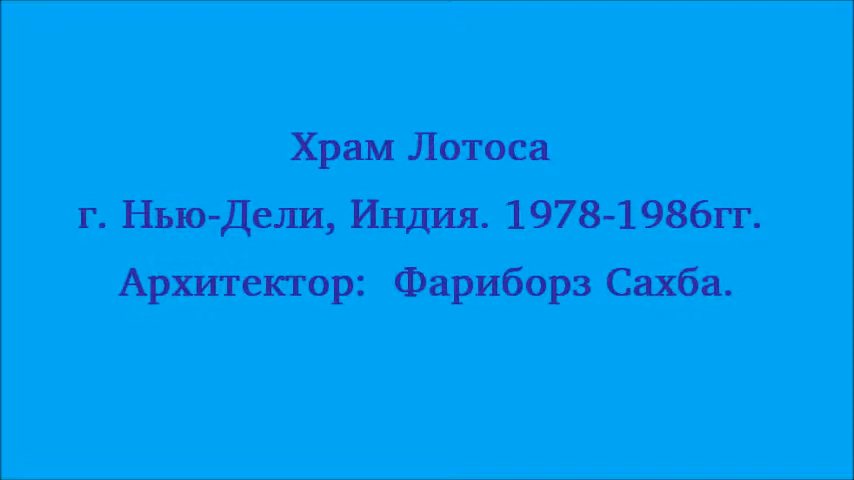 Храм Лотоса
г. Нью-Дели, Индия. 1978-1986гг.
Архитектор:  Фариборз Сахба.